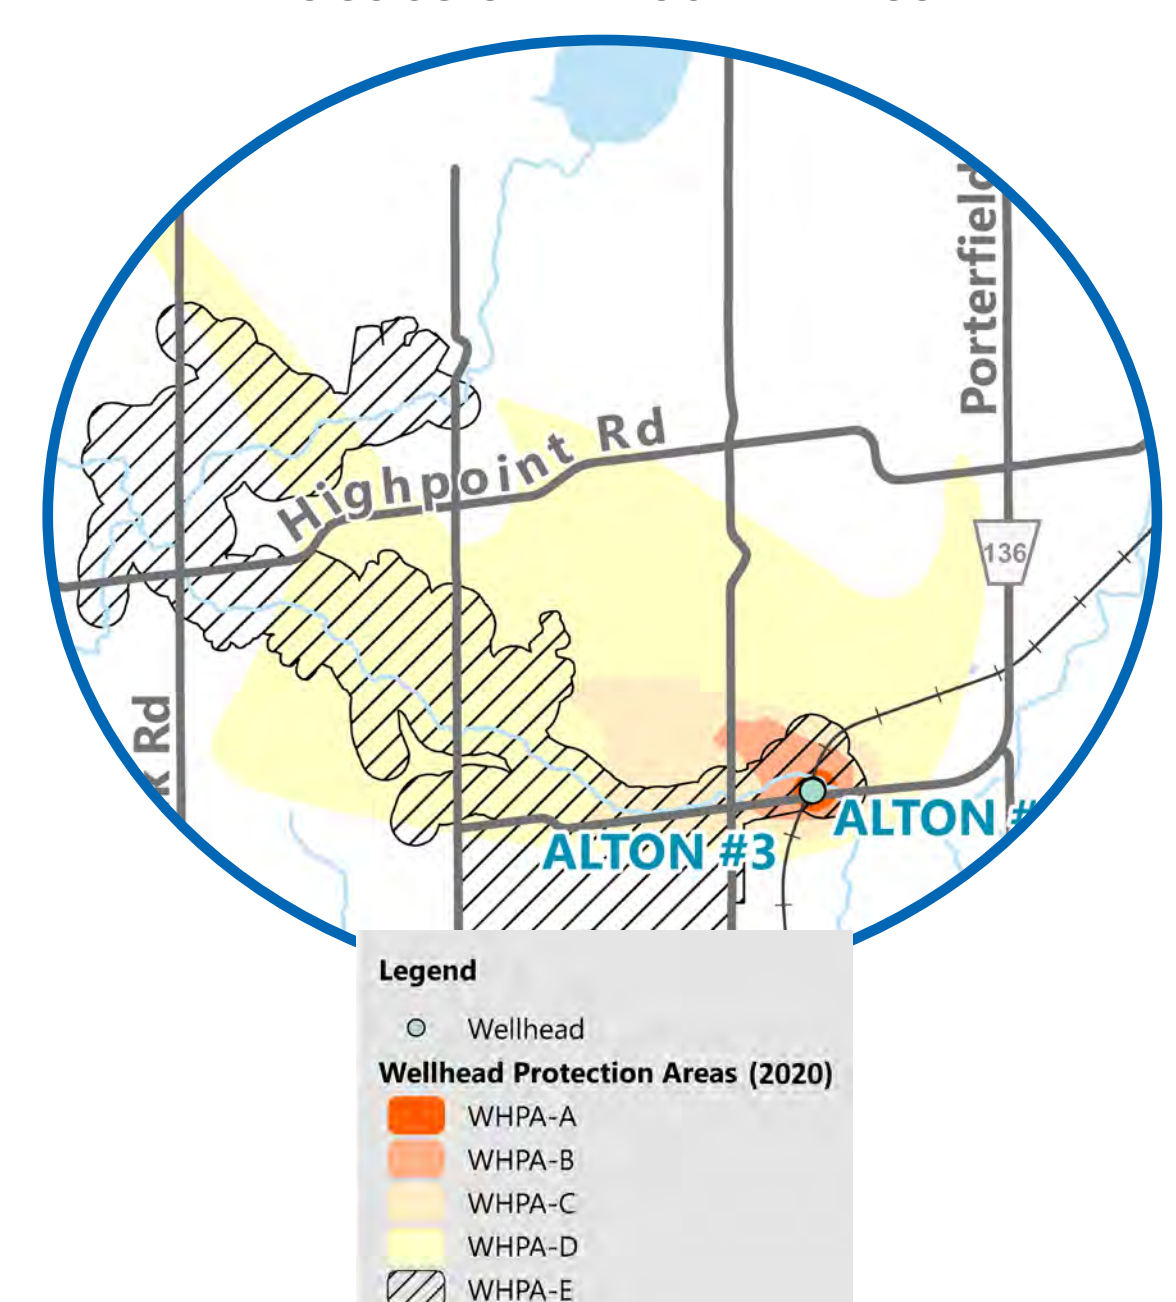 Porterfield
Highpoint Rd
136
Rd
ALTON #
ALTON #3
Legend
Wellhead
Wellhead Protection Areas (2020)
WHPA-A
WHPA-B
WHPA-C
WHPA-D
WHPA-E